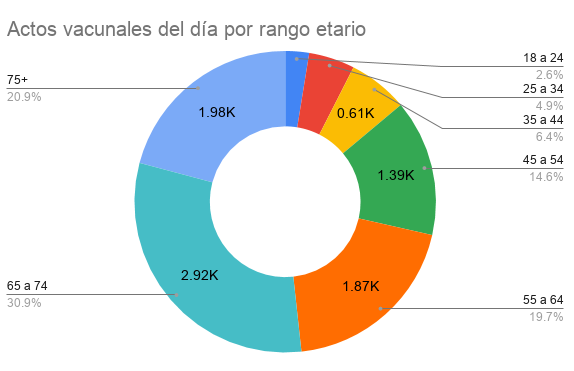 Actos vacunales del día por rango etario
18 a 24
2.6%
25 a 34
4.9%
35 a 44
6.4%
45 a 54
14.6%
55 a 64
19.7%
65 a 74
30.9%
75+
20.9%
0.61K
1.39K
1.87K
2.92K
1.98K